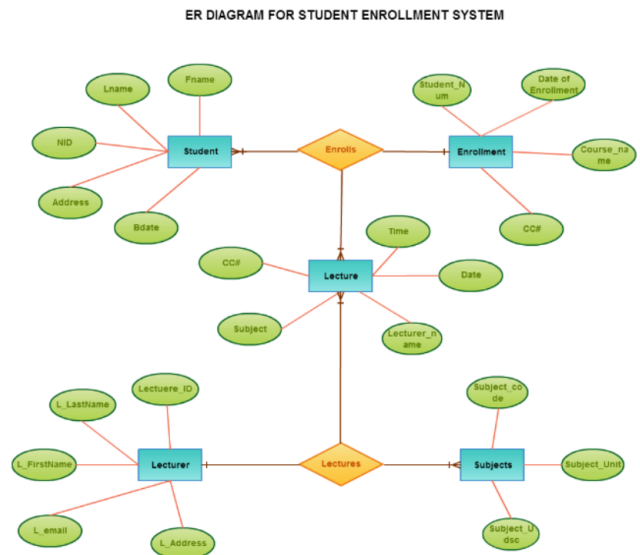 ER DIAGRAM FOR STUDENT ENROLLMENT SYSTEM
Fname
Lname
NID
Address
Bdate
Student
Enrolls
Student_N
um
Date of
Enrollment
Course_na
me
CC#
Enrollment
CC#
Time
Date
Subject
Lecturer_n
ame
Lecture
Lectuere_ID
L_LastName
L_FirstName
L_email
L_Address
Lecturer
Lectures
Subject_co
de
Subject_Unit
Subject_U
dsc
Subjects